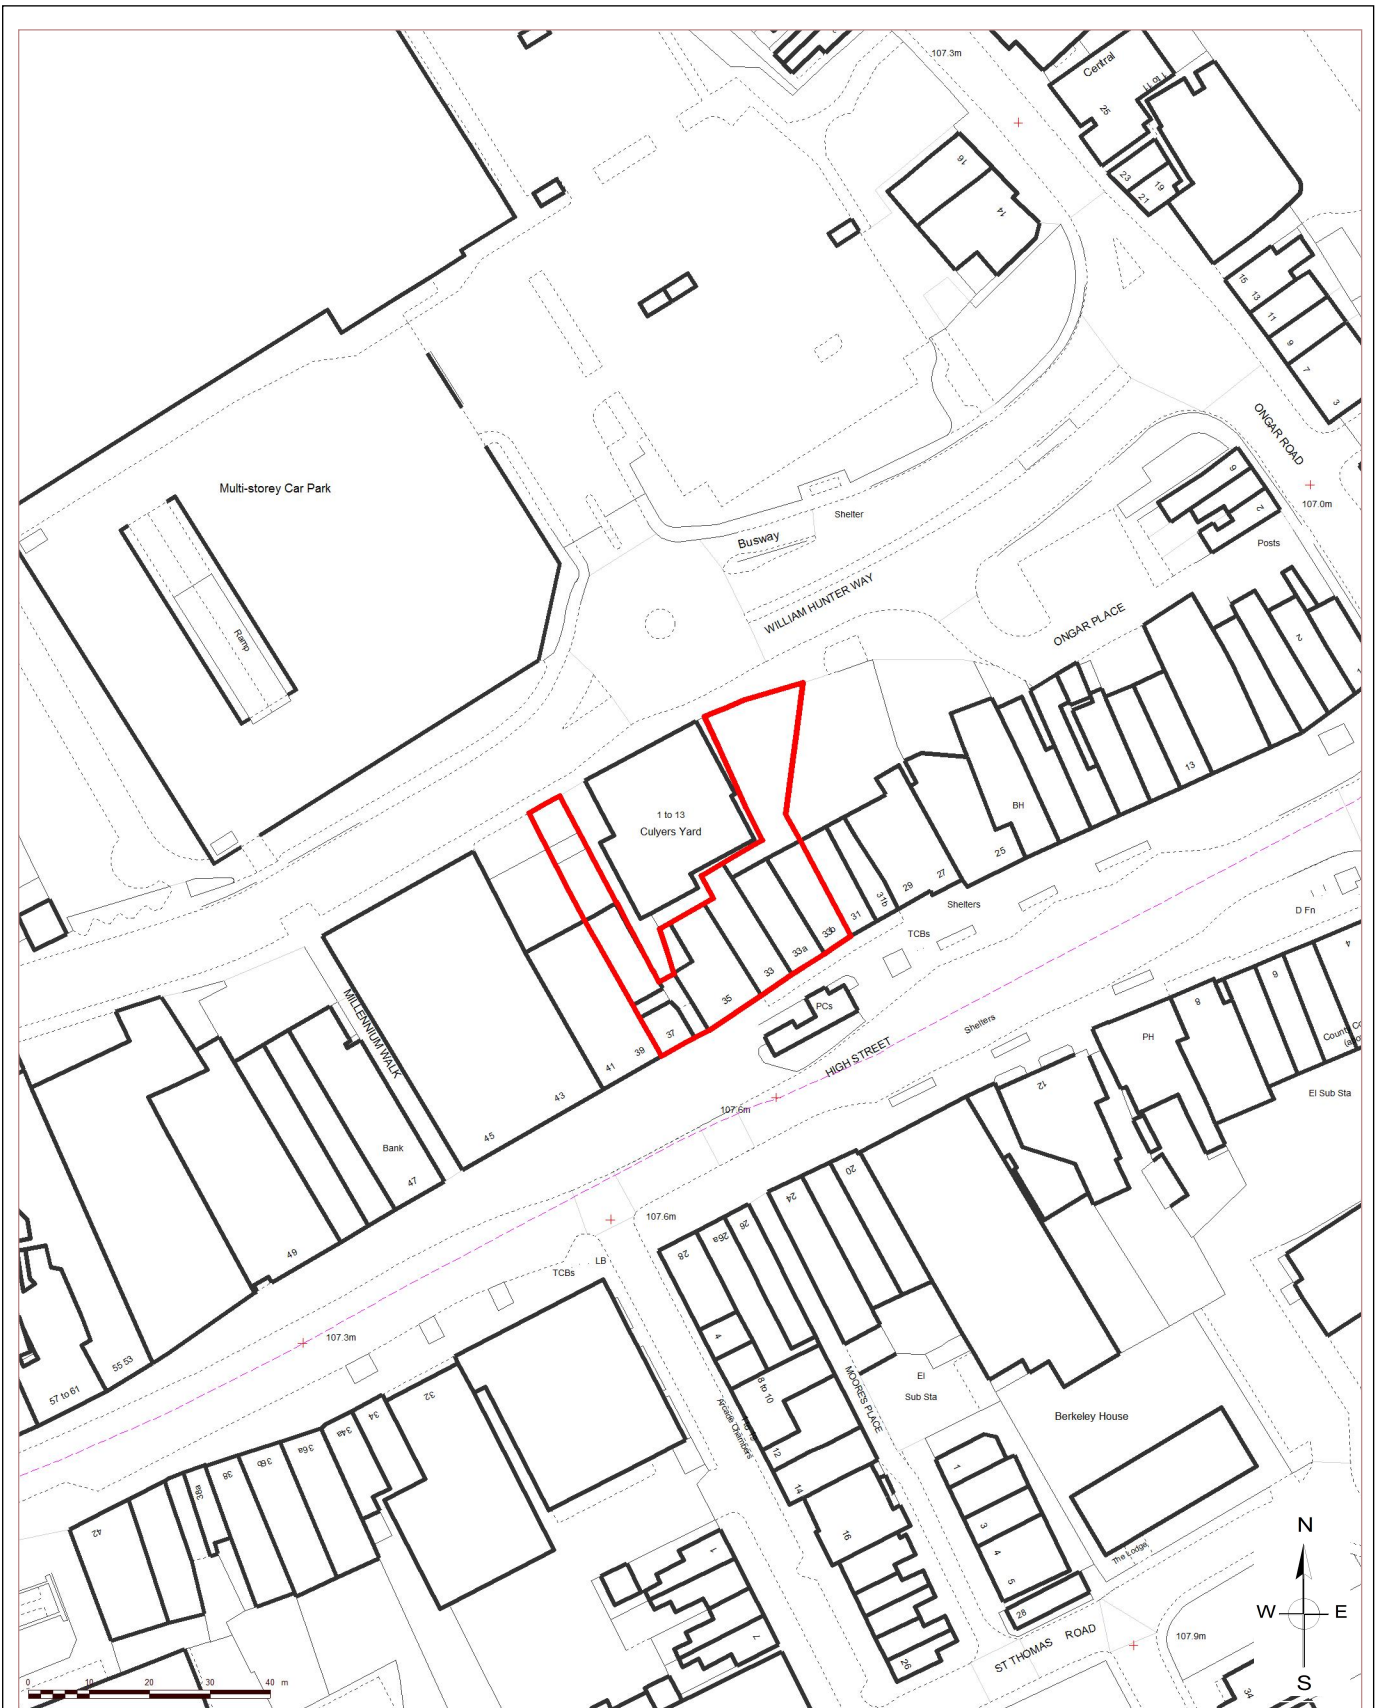 107.3m
Central
25
16
14
23
19
21
15
13
11
9
7
3
ONGAR ROAD
Multi-storey Car Park
Ramp
Shelter
Busway
WILLIAM HUNTER WAY
9
2
107.0m
Posts
ONGAR PLACE
2
13
1 to 13
Culyers Yard
BH
25
27
29
31b
31
33b
33a
33
35
37
39
41
43
45
Shelters
TCBs
PCs
D Fn
MILLENNIUM WALK
HIGH STREET
Shelters
PH
8
6
4
El Sub Sta
12
107.6m
Bank
47
49
55 53
57 to 61
107.6m
LB
TCBs
107.3m
20
24
26
26a
28
4
8 to 10
12
14
16
26
Arcade Chambers
MOORE'S PLACE
El
Sub Sta
Berkeley House
32
34
34a
36a
36b
38
38a
42
1
7
1
3
4
5
28
The Lodge
ST THOMAS ROAD
107.9m
34
N
W
E
S
0 10 20 30 40 m